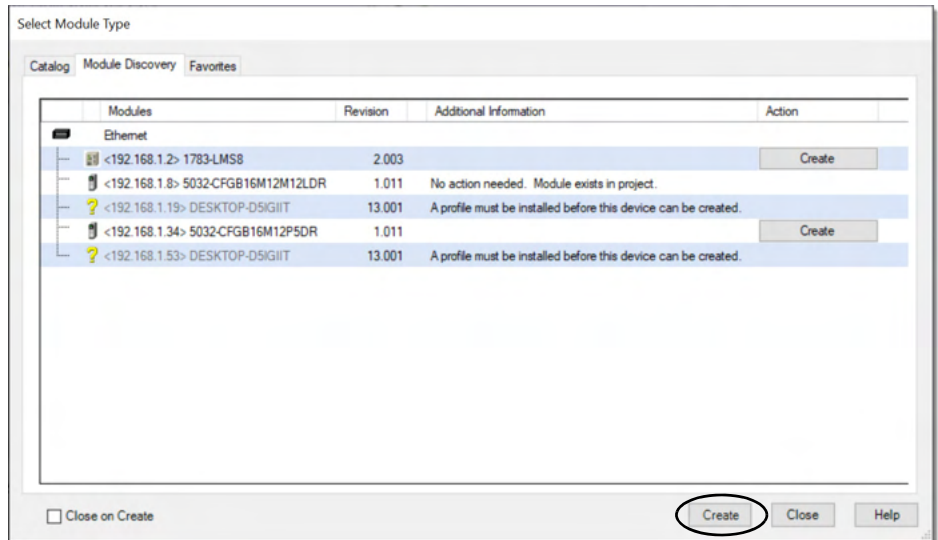 Select Module Type
Catalog Module Discovery Favorites
Modules Revision Additional Information Action
Ethernet
<192.168.1.2> 1783-LMS8 2.003 Create
<192.168.1.8> 5032-CFGB16M12M12LDR 1.011 No action needed. Module exists in project.
<192.168.1.19> DESKTOP-D5IGIIT 13.001 A profile must be installed before this device can be created.
<192.168.1.34> 5032-CFGB16M12P5DR 1.011 Create
<192.168.1.53> DESKTOP-D5IGIIT 13.001 A profile must be installed before this device can be created.
Close on Create Create Close Help